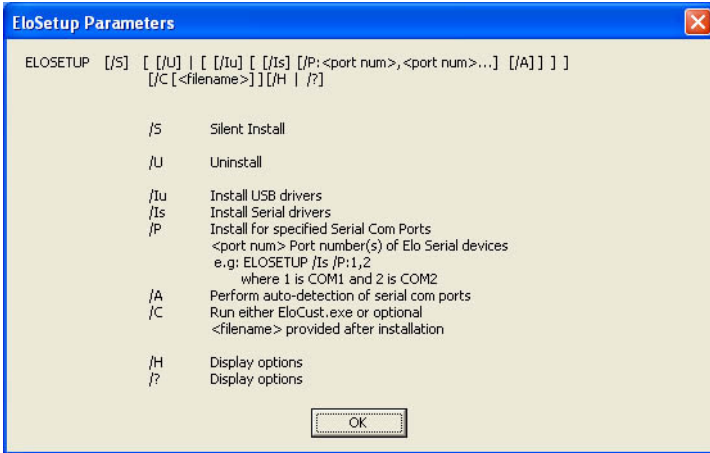 EloSetup Parameters
ELOSETUP [/S] [ [/U] | [ [/Iu] [ [/Is] [/P:<port num>,<port num>...] [/A] ] ] ]
[/C [<filename>] ] [/H | /?]
/S Silent Install
/U Uninstall
/Iu Install USB drivers
/Is Install Serial drivers
/P Install for specified Serial Com Ports
<port num> Port number(s) of Elo Serial devices
e.g: ELOSETUP /Is /P:1,2
where 1 is COM1 and 2 is COM2
/A Perform auto-detection of serial com ports
/C Run either EloCust.exe or optional
<filename> provided after installation
/H Display options
/? Display options
OK